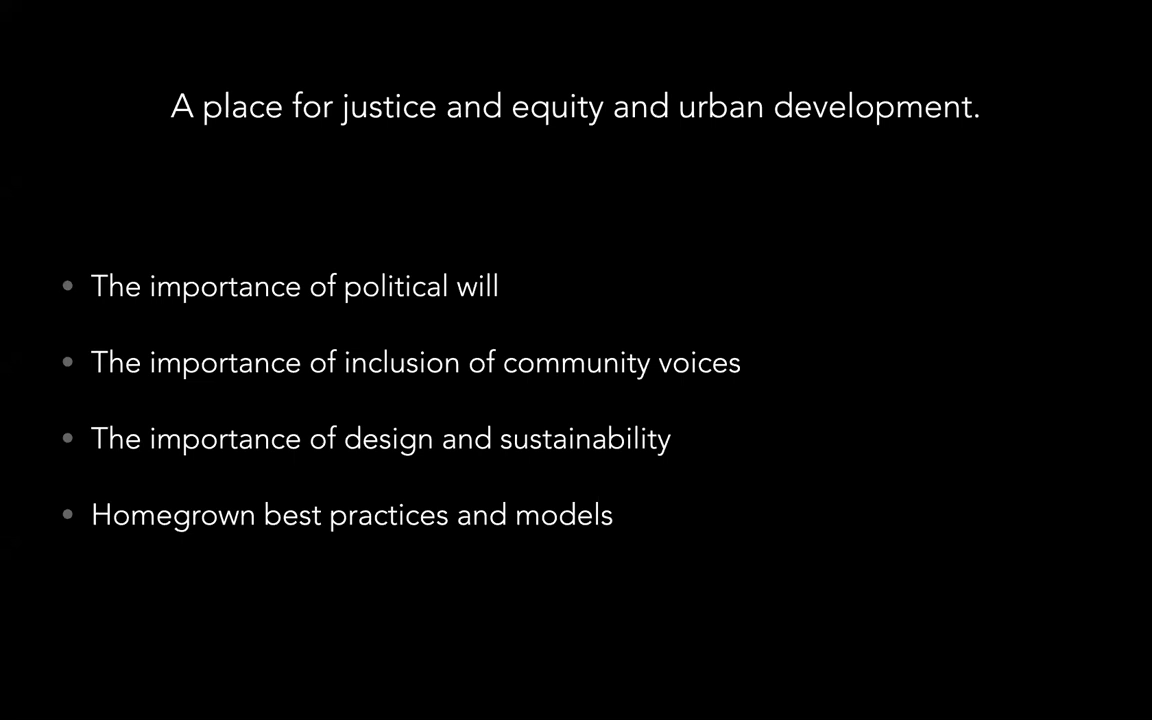 A place for justice and equity and urban development.
• The importance of political will
• The importance of inclusion of community voices
• The importance of design and sustainability
• Homegrown best practices and models